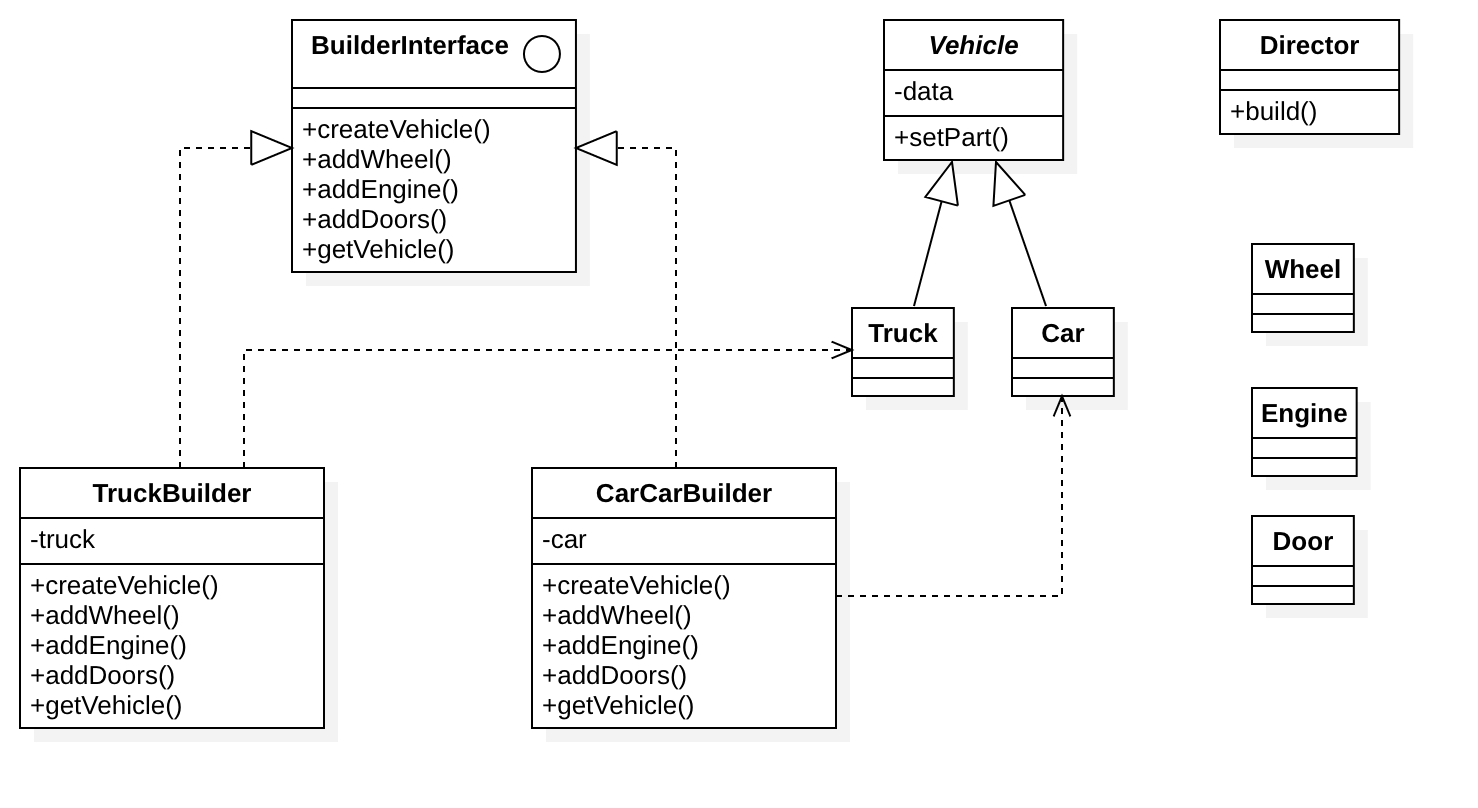 BuilderInterface
+createVehicle()
+addWheel()
+addEngine()
+addDoors()
+getVehicle()
Vehicle
-data
+setPart()
Director
+build()
Truck
Car
Wheel
Engine
Door
TruckBuilder
-truck
+createVehicle()
+addWheel()
+addEngine()
+addDoors()
+getVehicle()
CarCarBuilder
-car
+createVehicle()
+addWheel()
+addEngine()
+addDoors()
+getVehicle()